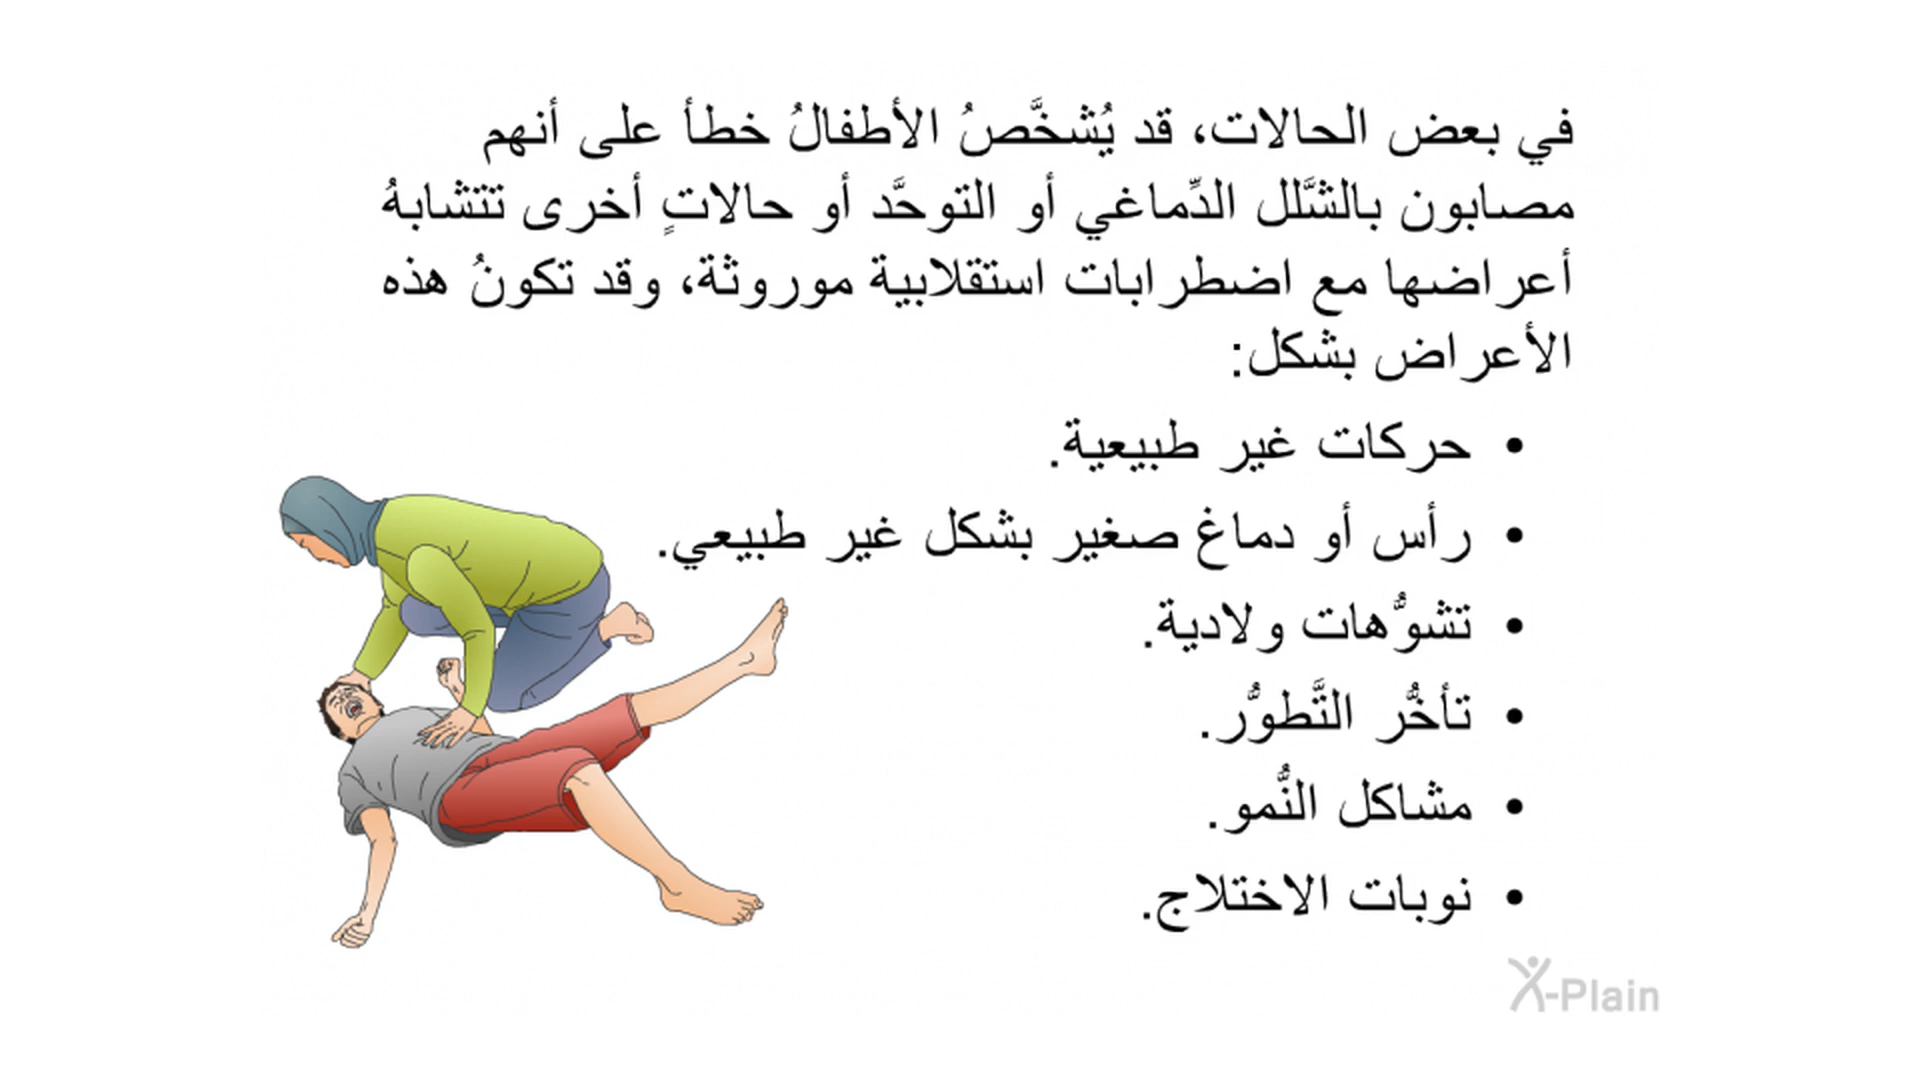 في بعض الحالات، قد يُشخَّصُ الأطفالُ خطأ على أنهم
مصابون بالشَّلل الدِّماغي أو التوحَّد أو حالاتٍ أخرى تتشابهُ
أعراضها مع اضطرابات استقلابية موروثة، وقد تكونُ هذه
الأعراض بشكل:
• حركات غير طبيعية.
• رأس أو دماغ صغير بشكل غير طبيعي.
• تشوُّهات ولادية.
• تأخُّر التَّطوُّر.
• مشاكل النُّمو.
• نوبات الاختلاج.
X-Plain